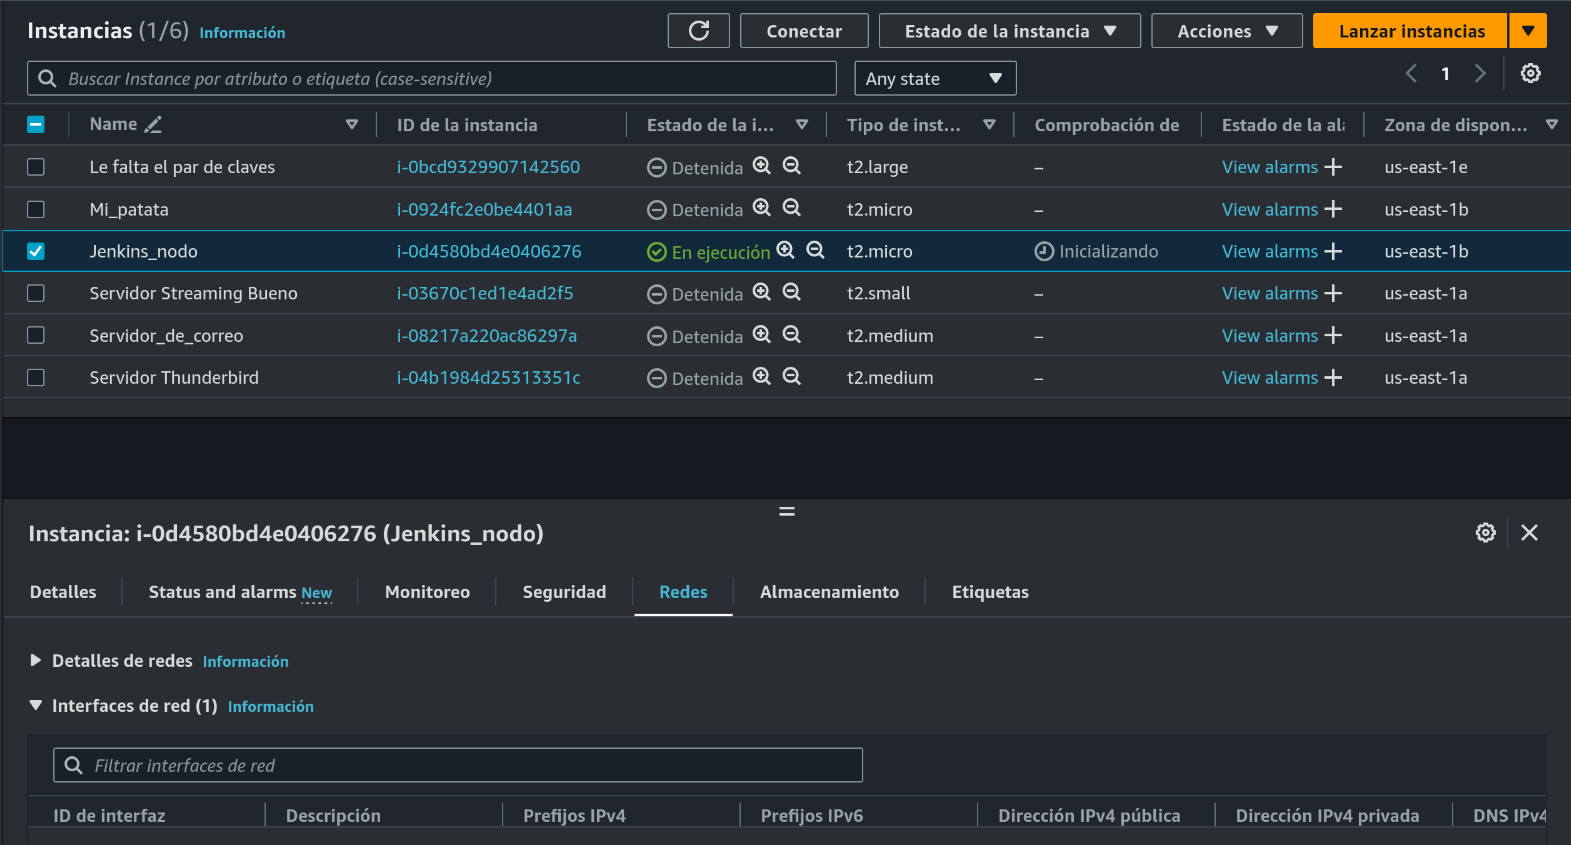 Instancias (1/6) Información Conectar Estado de la instancia Acciones Lanzar instancias
Buscar Instance por atributo o etiqueta (case-sensitive) Any state 1
Name ID de la instancia Estado de la i... Tipo de inst... Comprobación de Estado de la ala Zona de dispon...
Le falta el par de claves i-0bcd9329907142560 Detenida t2.large – View alarms + us-east-1e
Mi_patata i-0924fc2e0be4401aa Detenida t2.micro – View alarms + us-east-1b
Jenkins_nodo i-0d4580bd4e0406276 En ejecución t2.micro Inicializando View alarms + us-east-1b
Servidor Streaming Bueno i-03670c1ed1e4ad2f5 Detenida t2.small – View alarms + us-east-1a
Servidor_de_correo i-08217a220ac86297a Detenida t2.medium – View alarms + us-east-1a
Servidor Thunderbird i-04b1984d25313351c Detenida t2.medium – View alarms + us-east-1a
Instancia: i-0d4580bd4e0406276 (Jenkins_nodo)
Detalles Status and alarms New Monitoreo Seguridad Redes Almacenamiento Etiquetas
Detalles de redes Información
Interfaces de red (1) Información
Filtrar interfaces de red
ID de interfaz Descripción Prefijos IPv4 Prefijos IPv6 Dirección IPv4 pública Dirección IPv4 privada DNS IPv4